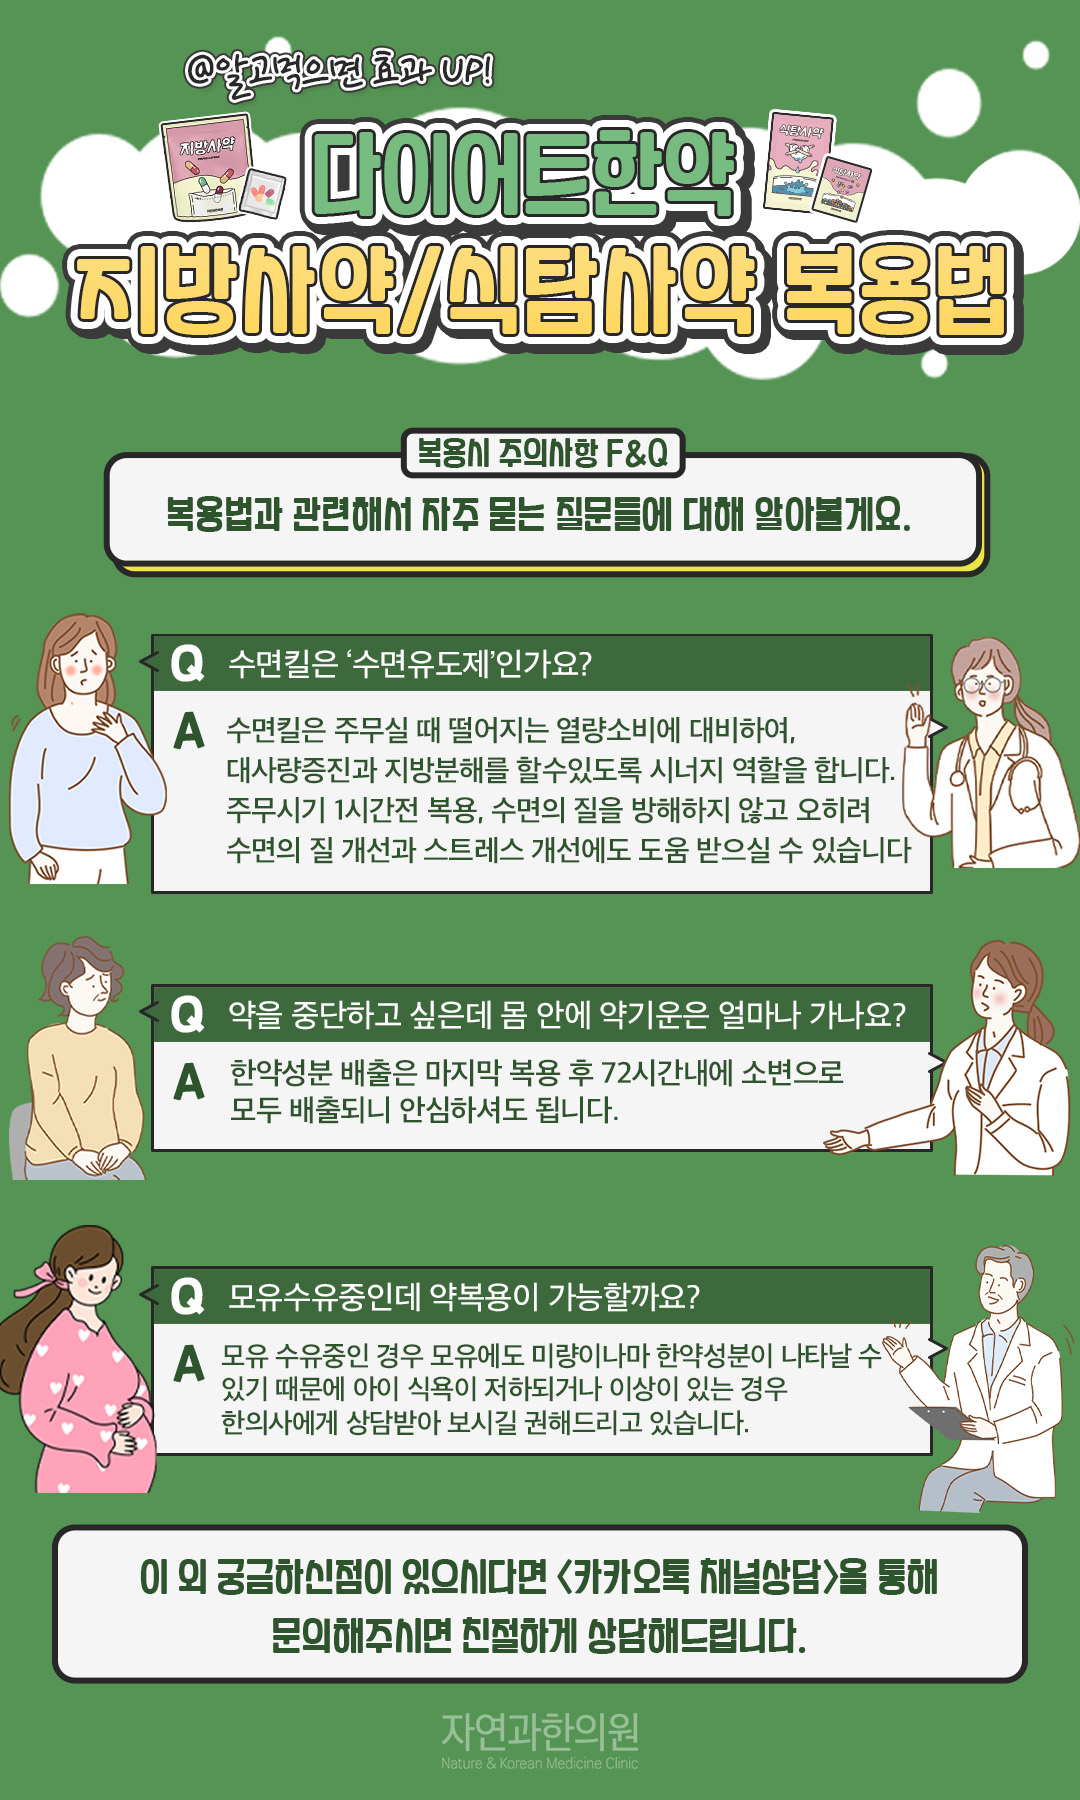 @알고먹으면 효과 UP!
지방사약
식탐사약
식탐사약
다이어트한약
지방사약/식탐사약 복용법
복용시 주의사항 F&Q
복용법과 관련해서 자주 묻는 질문들에 대해 알아볼게요.
Q 수면킬은 ‘수면유도제’인가요?
A 수면킬은 주무실 때 떨어지는 열량소비에 대비하여,
대사량증진과 지방분해를 할수있도록 시너지 역할을 합니다.
주무시기 1시간전 복용, 수면의 질을 방해하지 않고 오히려
수면의 질 개선과 스트레스 개선에도 도움 받으실 수 있습니다
Q 약을 중단하고 싶은데 몸 안에 약기운은 얼마나 가나요?
A 한약성분 배출은 마지막 복용 후 72시간내에 소변으로
모두 배출되니 안심하셔도 됩니다.
Q 모유수유중인데 약복용이 가능할까요?
A 모유 수유중인 경우 모유에도 미량이나마 한약성분이 나타날 수
있기 때문에 아이 식욕이 저하되거나 이상이 있는 경우
한의사에게 상담받아 보시길 권해드리고 있습니다.
이 외 궁금하신점이 있으시다면 <카카오톡 채널상담>을 통해
문의해주시면 친절하게 상담해드립니다.
자연과한의원
Nature & Korean Medicine Clinic